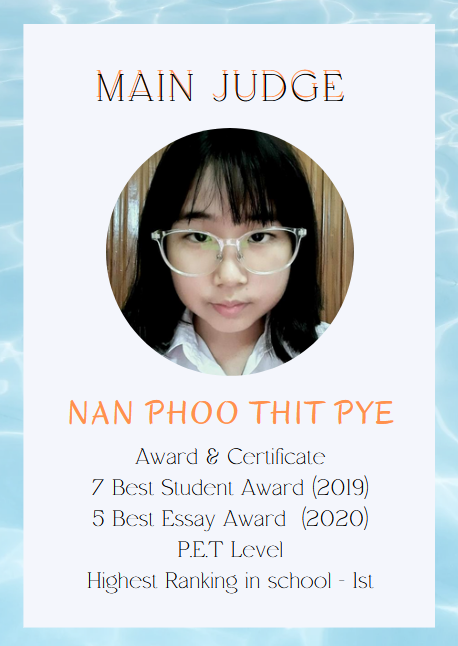 MAIN JUDGE
NAN PHOO THIT PYE
Award & Certificate
7 Best Student Award (2019)
5 Best Essay Award (2020)
P.E.T Level
Highest Ranking in school - 1st